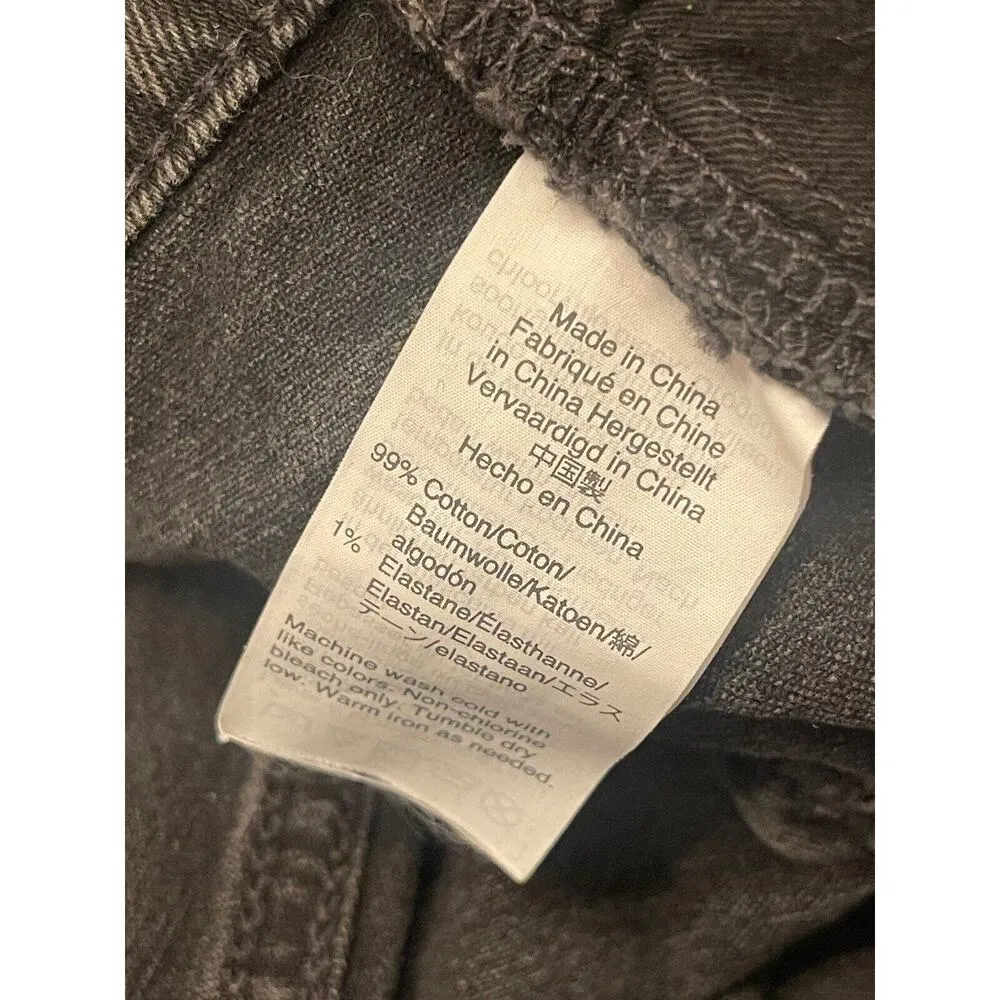 Made in China
Fabriqué en Chine
in China Hergestellt
Vervaardigd in China
中国製
Hecho en China
99% Cotton/Coton/
Baumwolle/Katoen/綿/
algodón
1% Elastane/Élasthanne/
Elastan/Elastaan/エラス
テーン/elastano
Machine wash cold with
like colors. Non-chlorine
bleach only. Tumble dry
low. Warm iron as needed.